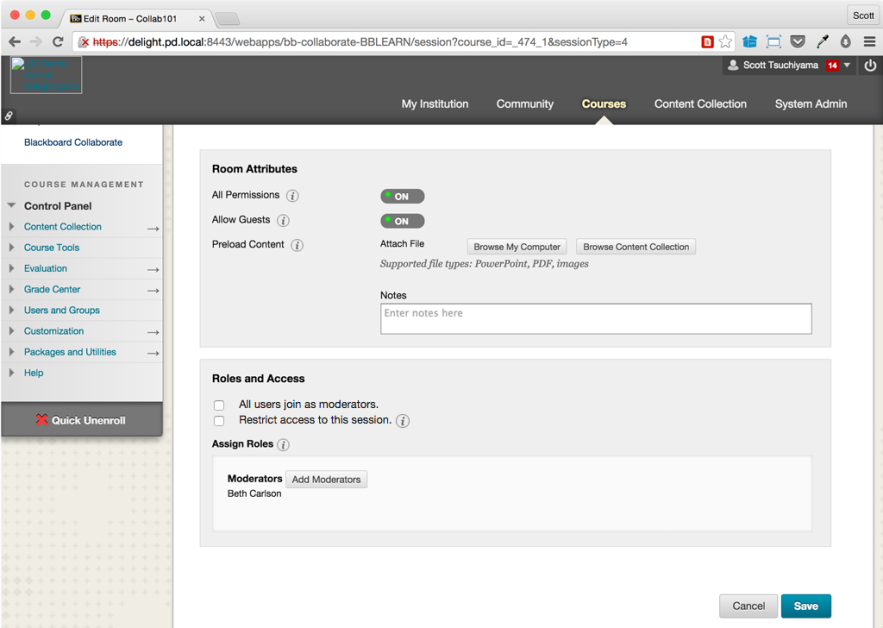 Edit Room – Collab101
Scott
https://delight.pd.local:8443/webapps/bb-collaborate-BBLEARN/session?course_id=_474_1&sessionType=4
Scott Tsuchiyama 14
My Institution Community Courses Content Collection System Admin
Blackboard Collaborate
COURSE MANAGEMENT
Control Panel
Content Collection
Course Tools
Evaluation
Grade Center
Users and Groups
Customization
Packages and Utilities
Help
Quick Unenroll
Room Attributes
All Permissions ON
Allow Guests ON
Preload Content Attach File Browse My Computer Browse Content Collection
Supported file types: PowerPoint, PDF, images
Notes
Enter notes here
Roles and Access
All users join as moderators.
Restrict access to this session.
Assign Roles
Moderators Add Moderators
Beth Carlson
Cancel Save